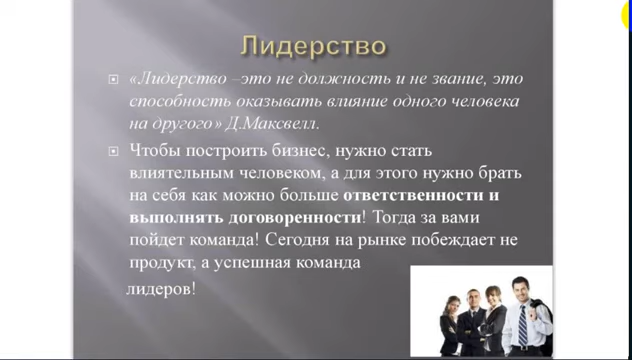 Лидерство
«Лидерство –это не должность и не звание, это
способность оказывать влияние одного человека
на другого» Д.Максвелл.
Чтобы построить бизнес, нужно стать
влиятельным человеком, а для этого нужно брать
на себя как можно больше ответственности и
выполнять договоренности! Тогда за вами
пойдет команда! Сегодня на рынке побеждает не
продукт, а успешная команда
лидеров!